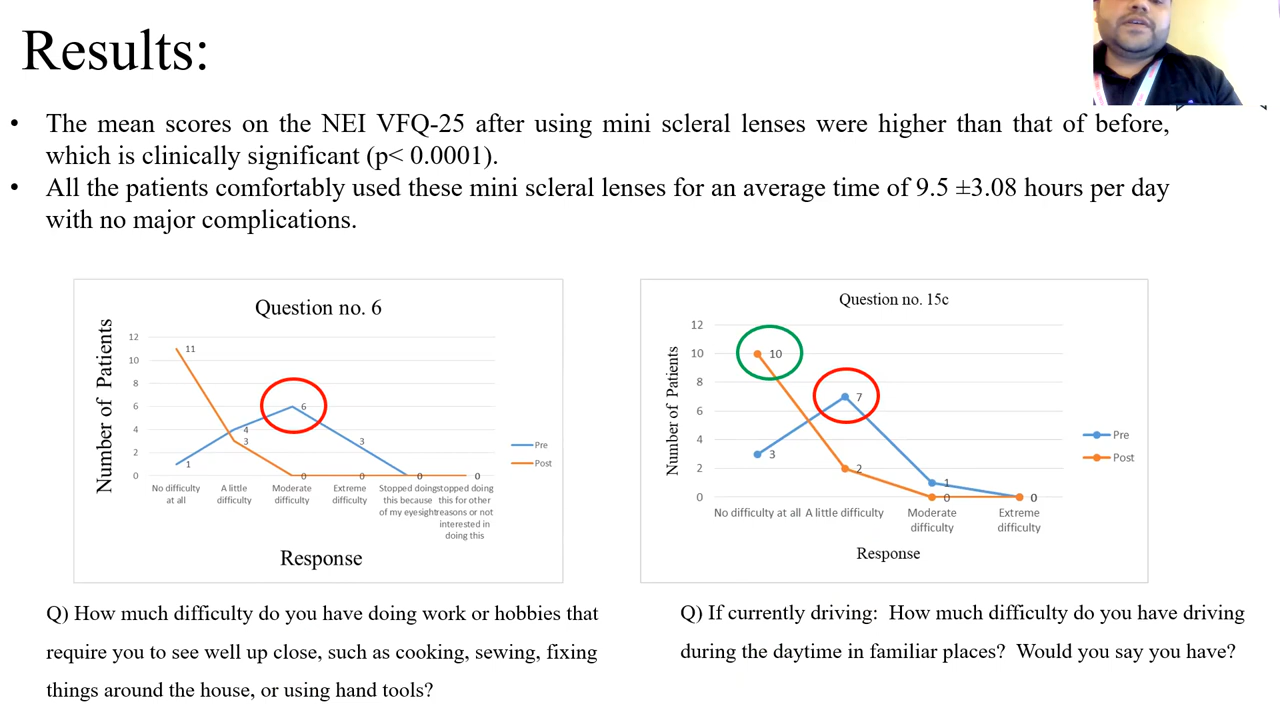 Results:
• The mean scores on the NEI VFQ-25 after using mini scleral lenses were higher than that of before,
which is clinically significant (p< 0.0001).
• All the patients comfortably used these mini scleral lenses for an average time of 9.5 ±3.08 hours per day
with no major complications.
Question no. 6
Number of Patients
12
10
8
6
4
2
0
11
1
4
3
6
0
3
0
0
0
No difficulty
at all
A little
difficulty
Moderate
difficulty
Extreme
difficulty
Stopped doing
this because
of my eyesight
stopped doing
this for other
reasons or not
interested in
doing this
Response
Pre
Post
Question no. 15c
Number of Patients
12
10
8
6
4
2
0
10
3
7
2
1
0
0
No difficulty at all
A little difficulty
Moderate
difficulty
Extreme
difficulty
Response
Pre
Post
Q) How much difficulty do you have doing work or hobbies that
require you to see well up close, such as cooking, sewing, fixing
things around the house, or using hand tools?
Q) If currently driving: How much difficulty do you have driving
during the daytime in familiar places? Would you say you have?